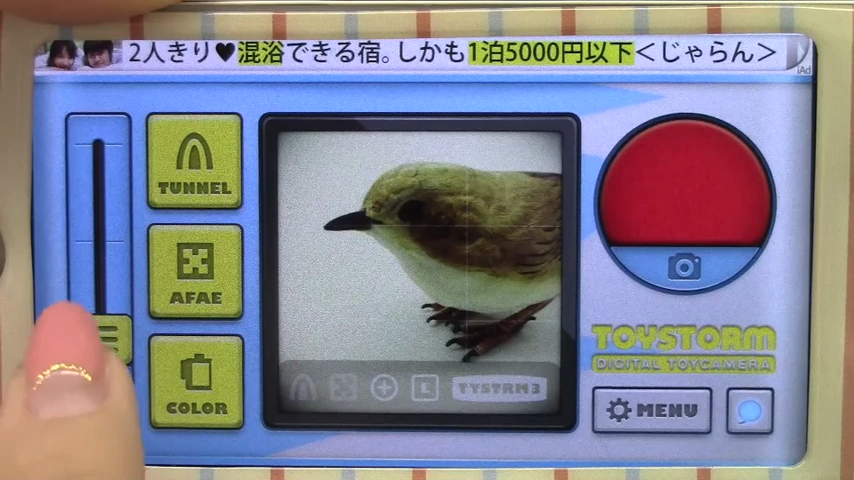 2人きり♥混浴できる宿。しかも1泊5000円以下<じゃらん>
iAd
TUNNEL
AFAE
COLOR
E
TYSTRM3
TOYSTORM
DIGITAL TOYCAMERA
MENU